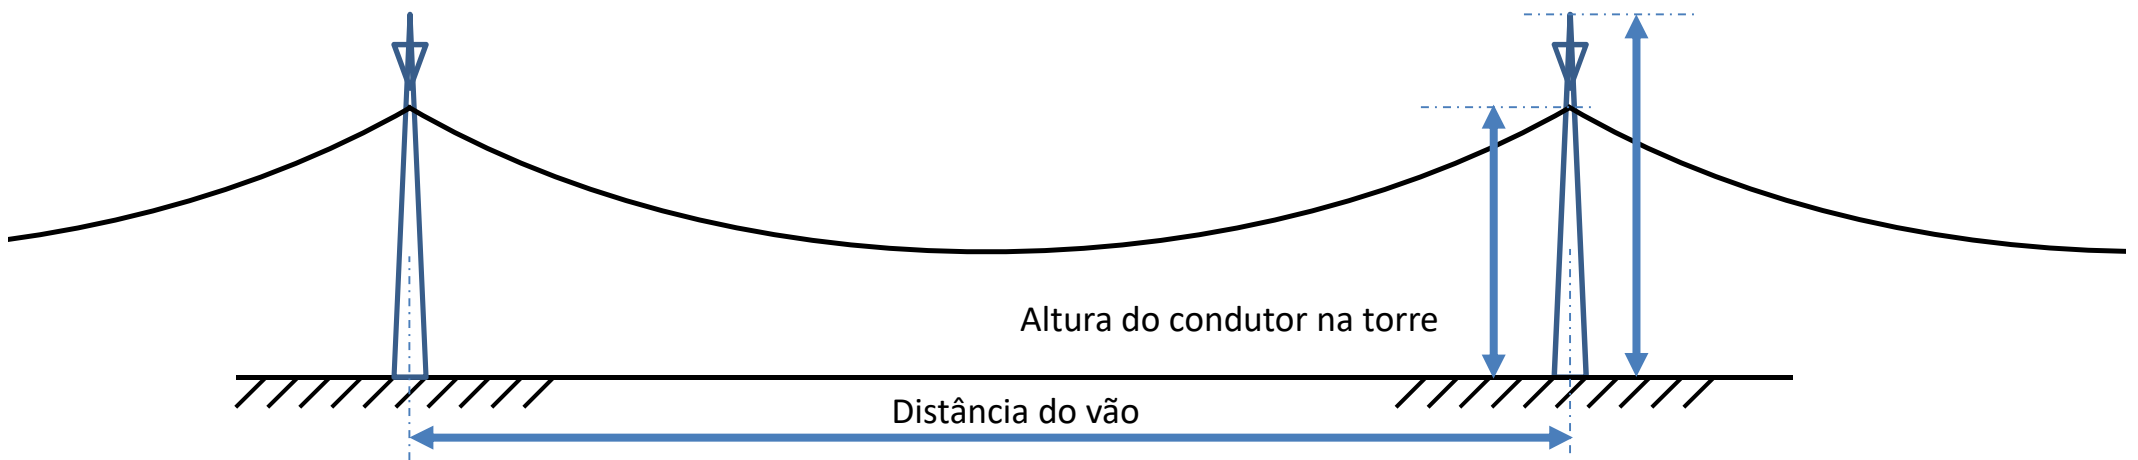 Altura do condutor na torre
Distância do vão